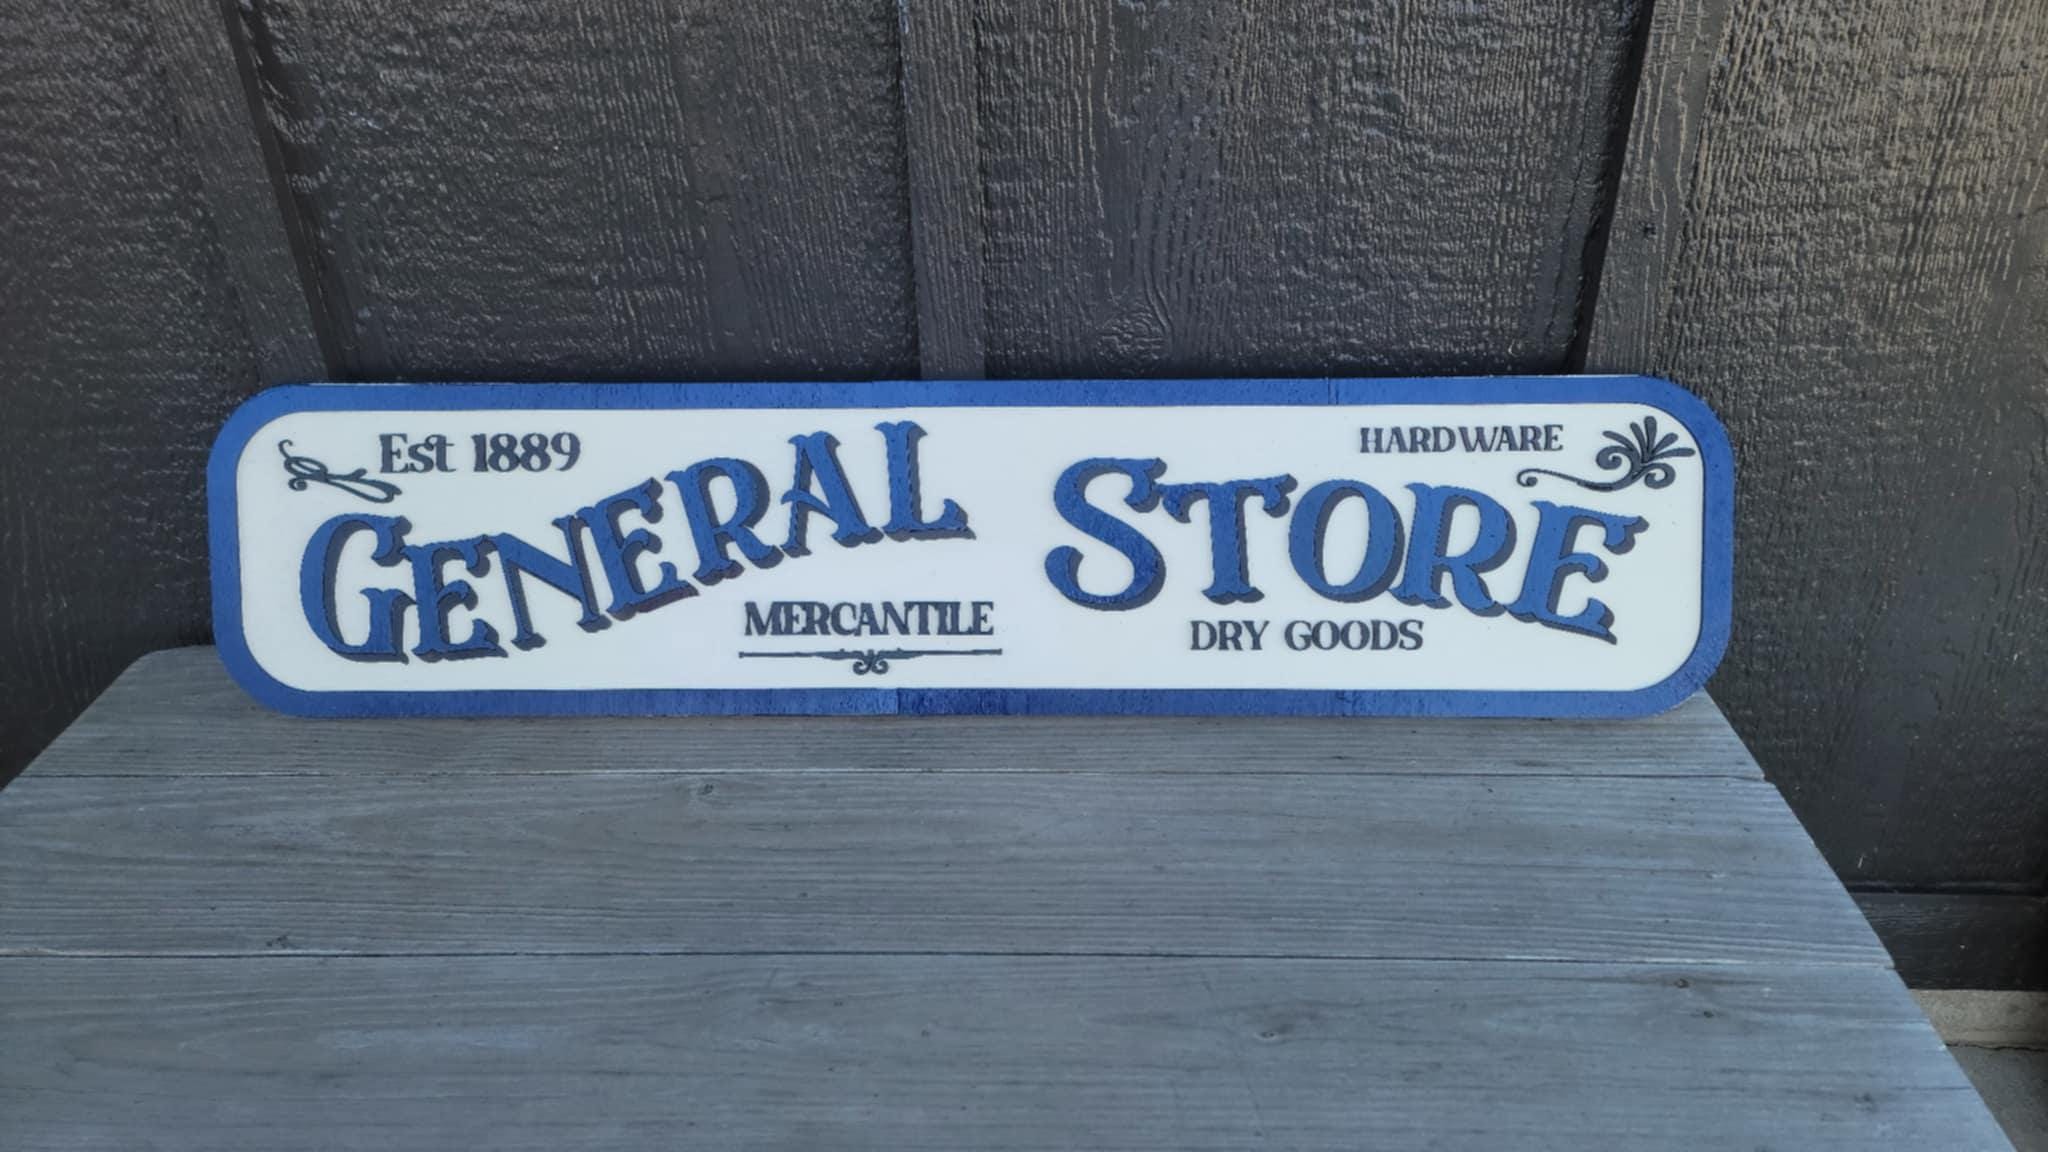 Est 1889
HARDWARE
GENERAL STORE
MERCANTILE
DRY GOODS